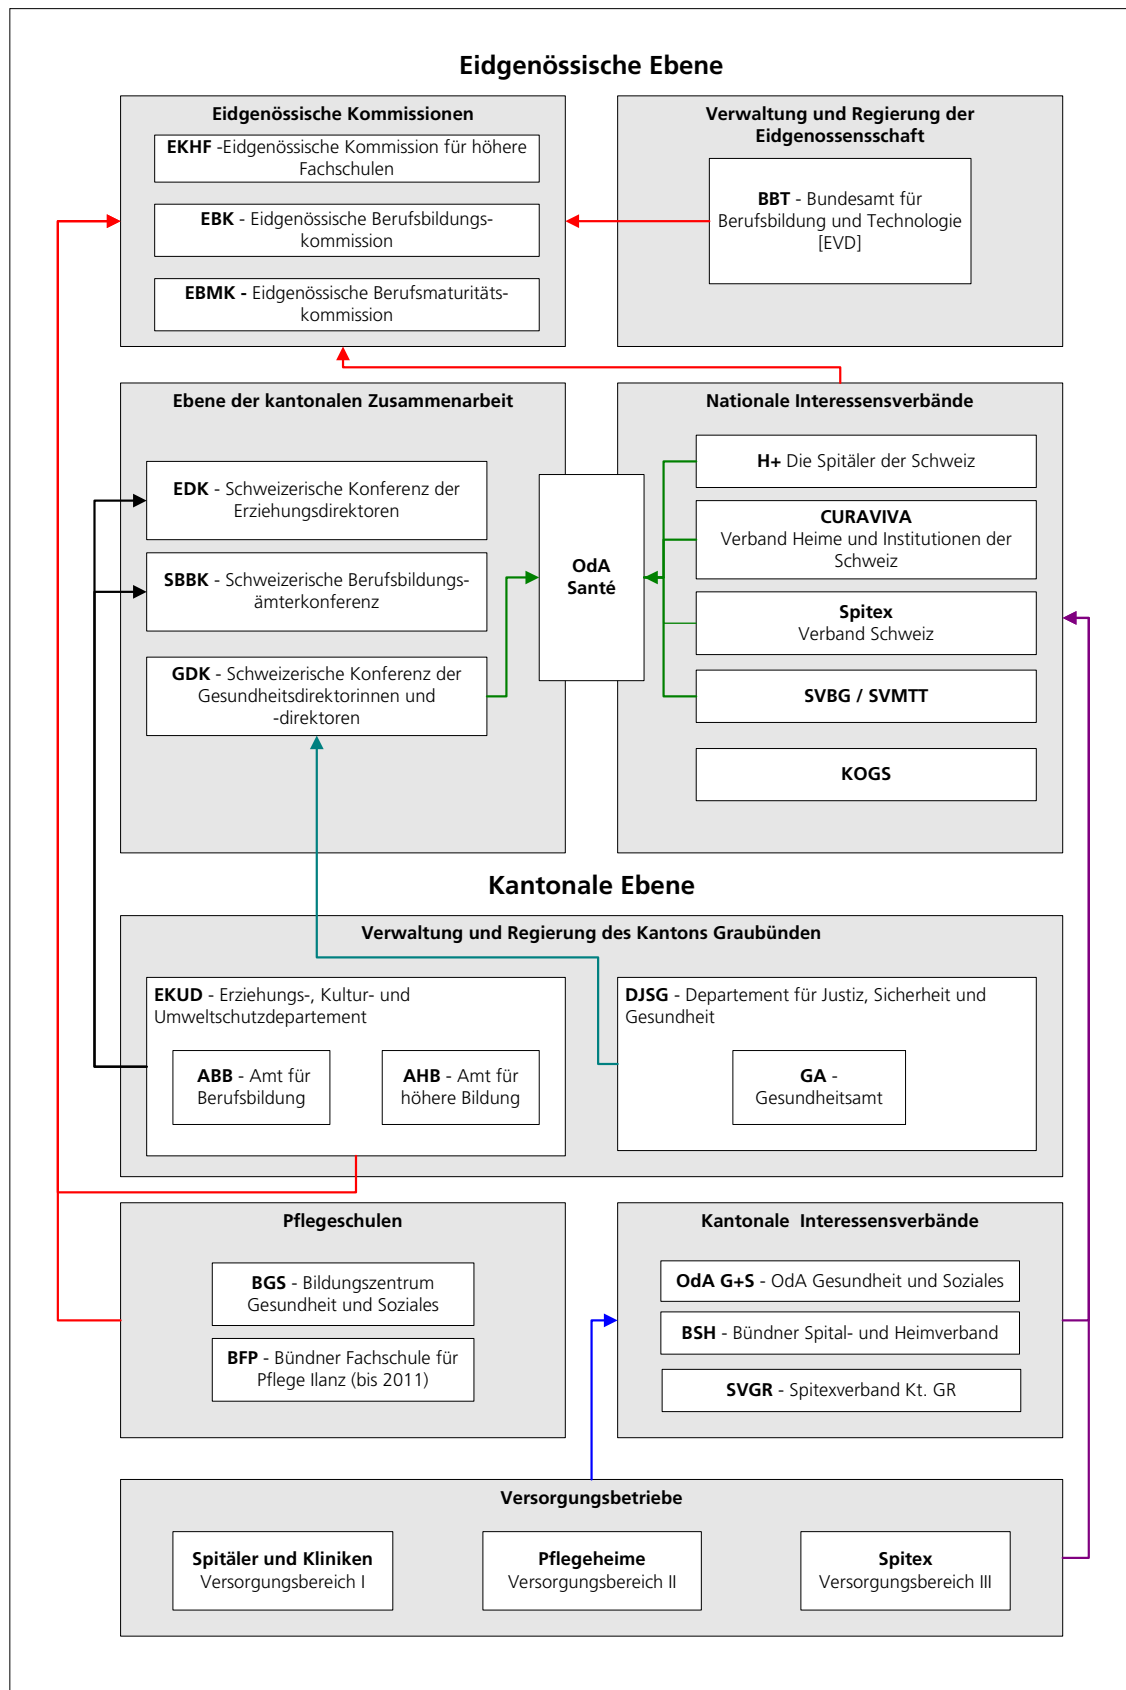 Eidgenössische Ebene
Eidgenössische Kommissionen
EKHF -Eidgenössische Kommission für höhere
Fachschulen
EBK - Eidgenössische Berufsbildungs-
kommission
EBMK - Eidgenössische Berufsmaturitäts-
kommission
Verwaltung und Regierung der
Eidgenossensschaft
BBT - Bundesamt für
Berufsbildung und Technologie
[EVD]
Ebene der kantonalen Zusammenarbeit
EDK - Schweizerische Konferenz der
Erziehungsdirektoren
SBBK - Schweizerische Berufsbildungs-
ämterkonferenz
GDK - Schweizerische Konferenz der
Gesundheitsdirektorinnen und
-direktoren
OdA
Santé
Nationale Interessensverbände
H+ Die Spitäler der Schweiz
CURAVIVA
Verband Heime und Institutionen der
Schweiz
Spitex
Verband Schweiz
SVBG / SVMTT
KOGS
Kantonale Ebene
Verwaltung und Regierung des Kantons Graubünden
EKUD - Erziehungs-, Kultur- und
Umweltschutzdepartement
ABB - Amt für
Berufsbildung
AHB - Amt für
höhere Bildung
DJSG - Departement für Justiz, Sicherheit und
Gesundheit
GA -
Gesundheitsamt
Pflegeschulen
BGS - Bildungszentrum
Gesundheit und Soziales
BFP - Bündner Fachschule für
Pflege Ilanz (bis 2011)
Kantonale Interessensverbände
OdA G+S - OdA Gesundheit und Soziales
BSH - Bündner Spital- und Heimverband
SVGR - Spitexverband Kt. GR
Versorgungsbetriebe
Spitäler und Kliniken
Versorgungsbereich I
Pflegeheime
Versorgungsbereich II
Spitex
Versorgungsbereich III